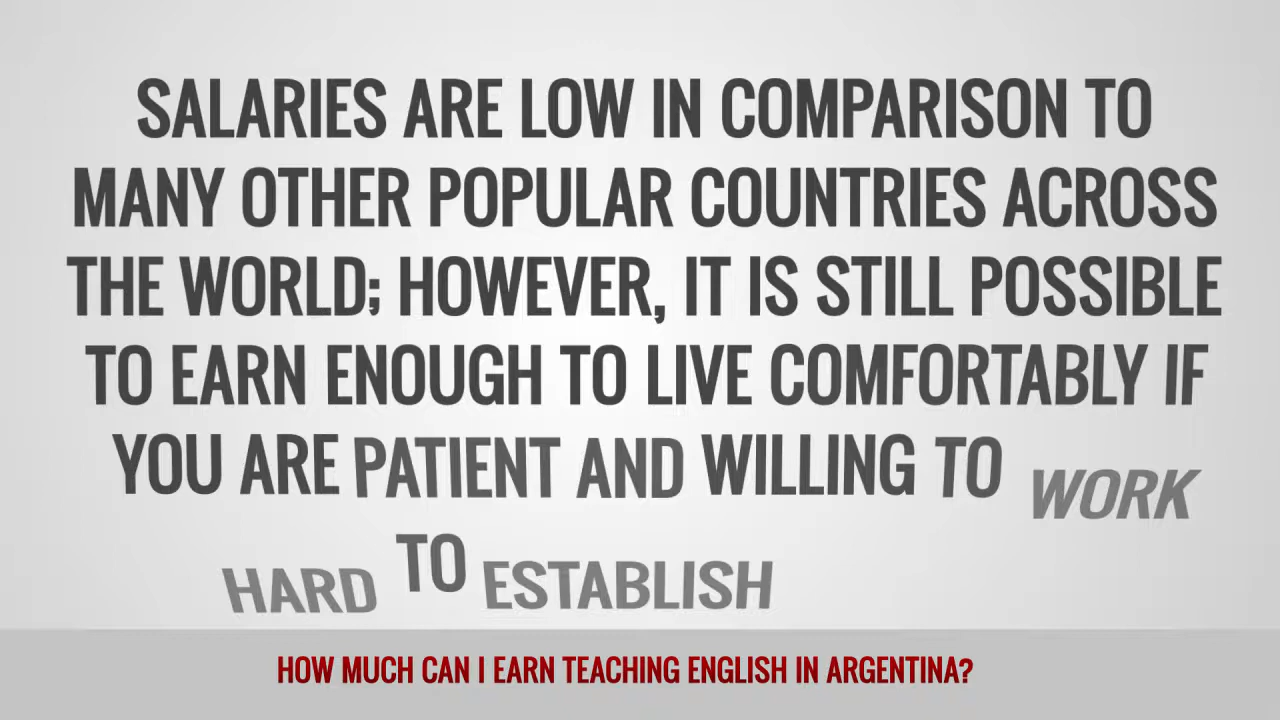 SALARIES ARE LOW IN COMPARISON TO
MANY OTHER POPULAR COUNTRIES ACROSS
THE WORLD; HOWEVER, IT IS STILL POSSIBLE
TO EARN ENOUGH TO LIVE COMFORTABLY IF
YOU ARE PATIENT AND WILLING TO WORK
HARD TO ESTABLISH
HOW MUCH CAN I EARN TEACHING ENGLISH IN ARGENTINA?